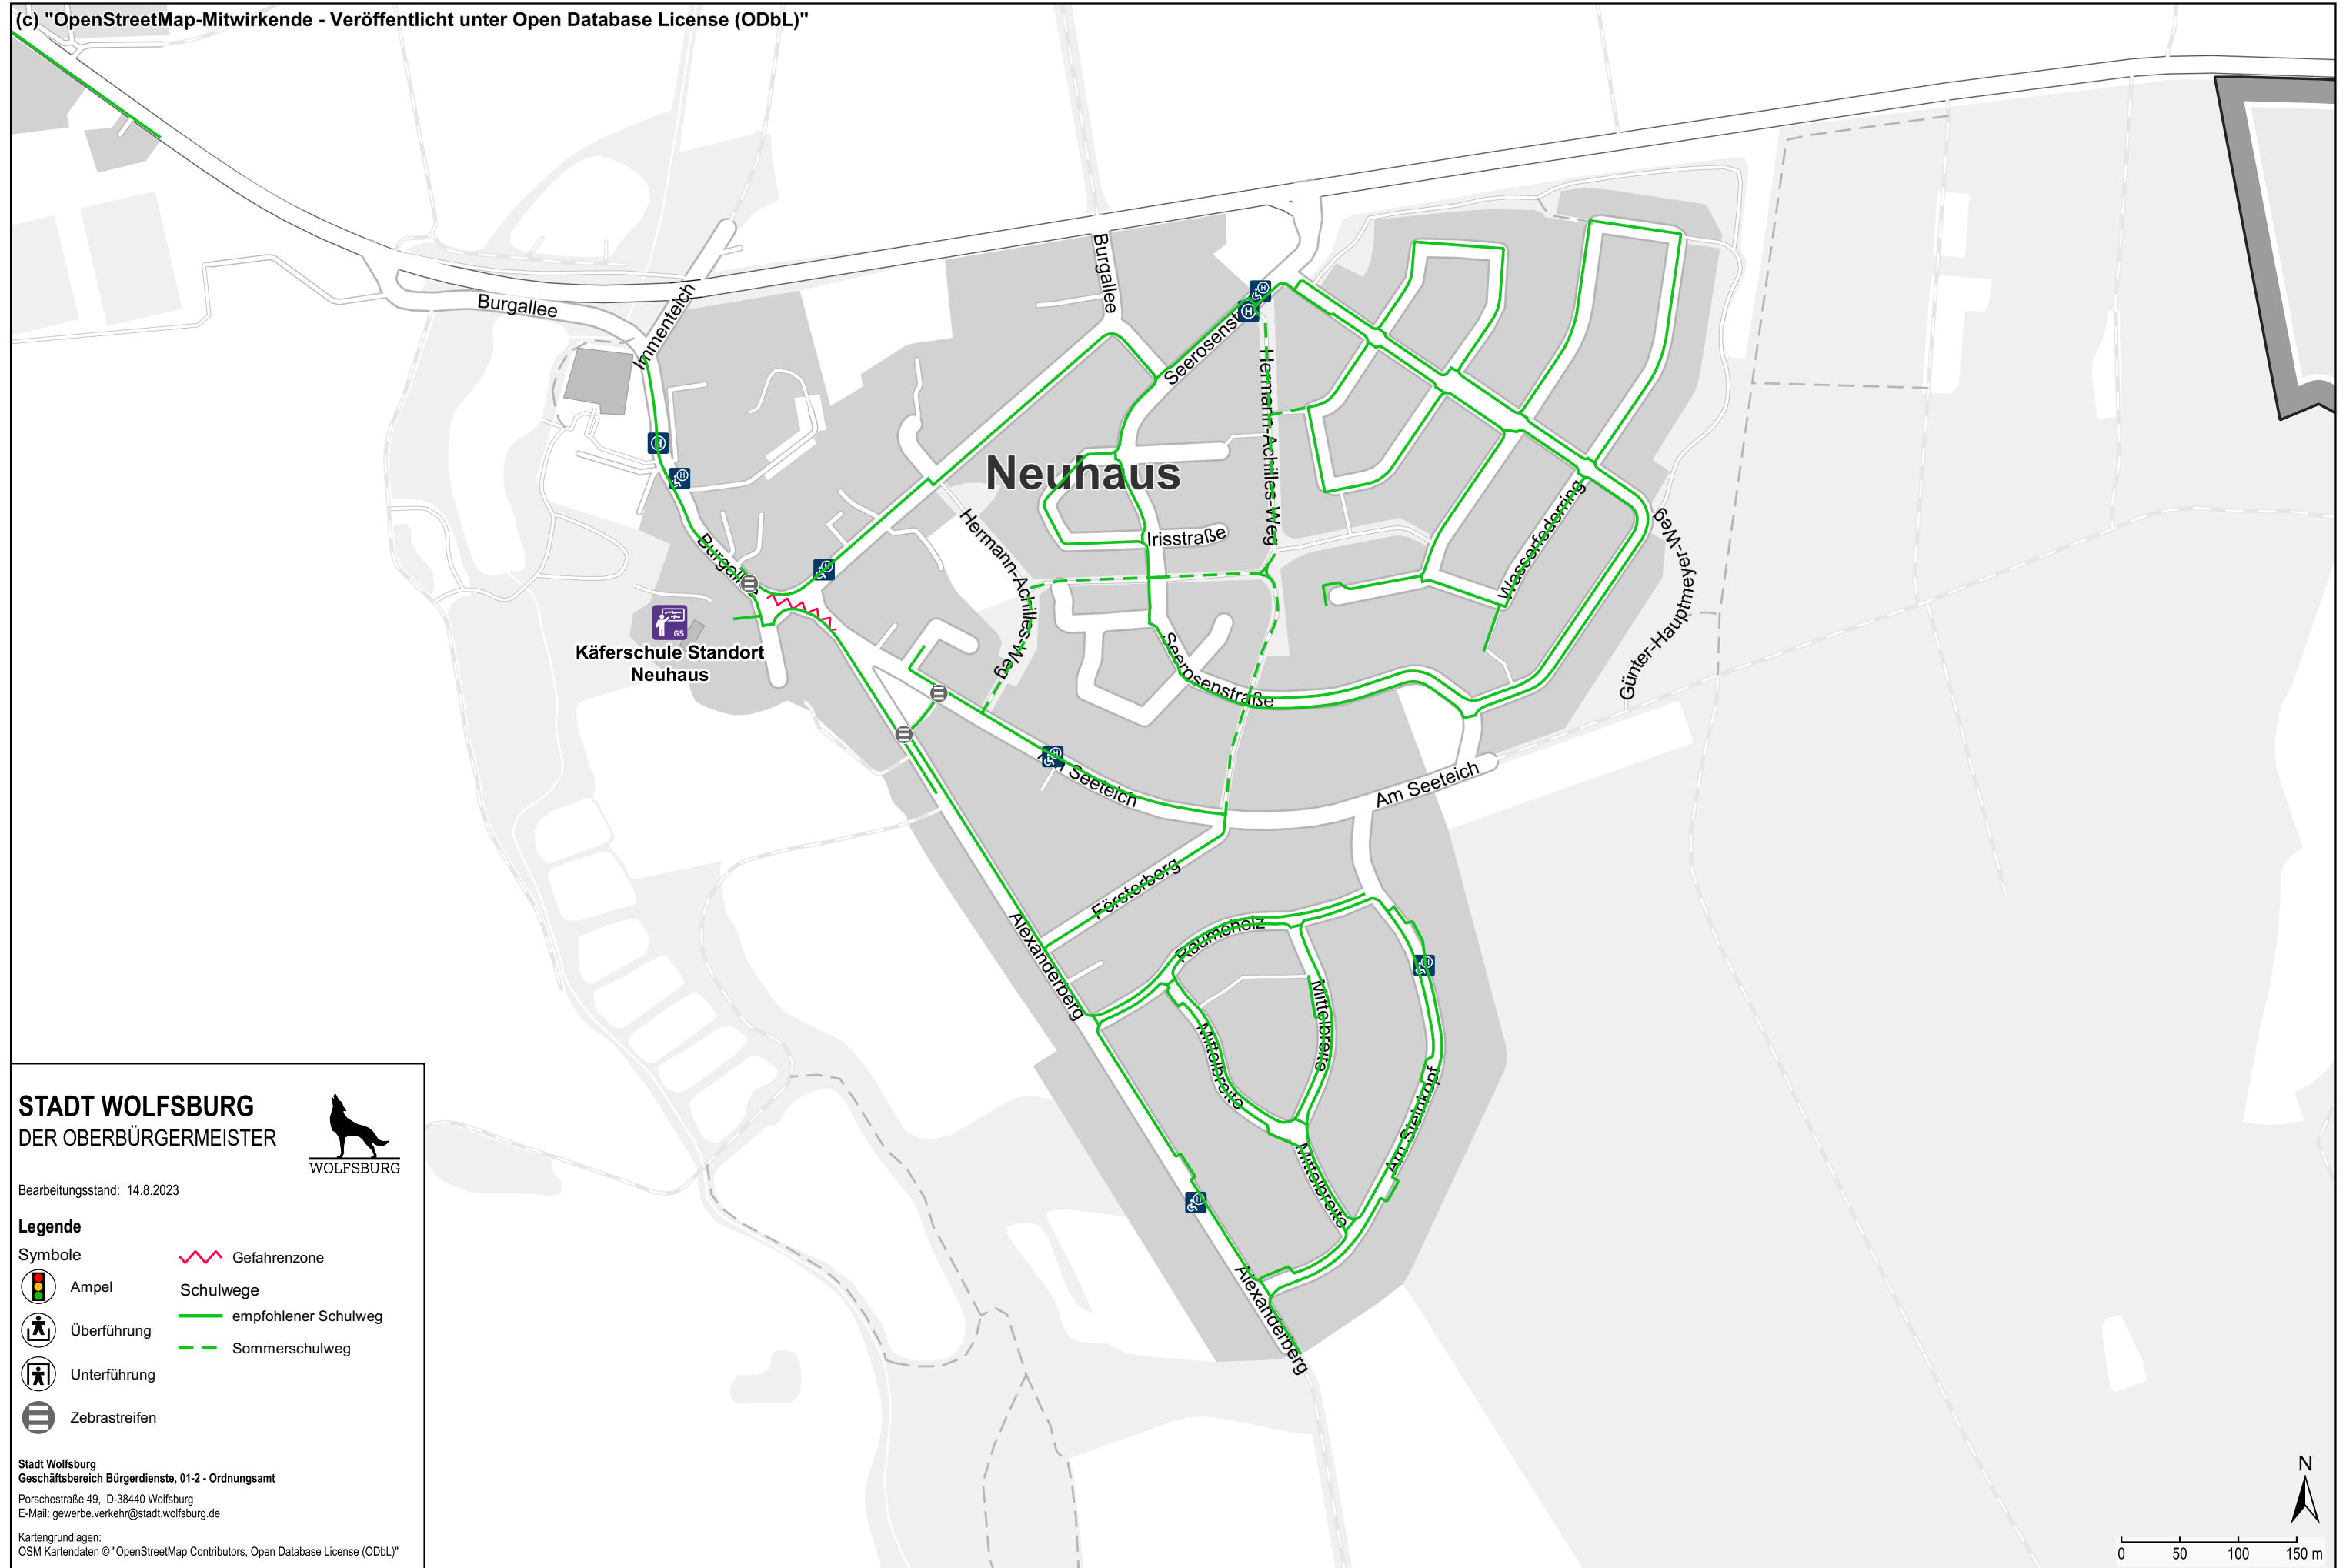 (c) "OpenStreetMap-Mitwirkende - Veröffentlicht unter Open Database License (ODbL)"
Burgallee
Immenteich
Burgallee
Seerosenst
Hermann-Achilles-Weg
Neuhaus
Irisstraße
Hermann-Achilles-Weg
Wasserfederring
Günter-Hauptmeyer-Weg
Burgallee
GS
Käferschule Standort
Neuhaus
Seerosenstraße
Am Seeteich
Am Seeteich
Försterberg
Raumeholz
Alexanderberg
Mittelbreite
Mittelbreite
Mittelbreite
Am Steinkopf
Alexanderberg
STADT WOLFSBURG
DER OBERBÜRGERMEISTER
WOLFSBURG
Bearbeitungsstand: 14.8.2023
Legende
Symbole
Ampel
Überführung
Unterführung
Zebrastreifen
Gefahrenzone
Schulwege
empfohlener Schulweg
Sommerschulweg
Stadt Wolfsburg
Geschäftsbereich Bürgerdienste, 01-2 - Ordnungsamt
Porschestraße 49, D-38440 Wolfsburg
E-Mail: gewerbe.verkehr@stadt.wolfsburg.de
Kartengrundlagen:
OSM Kartendaten © "OpenStreetMap Contributors, Open Database License (ODbL)"
N
0 50 100 150 m